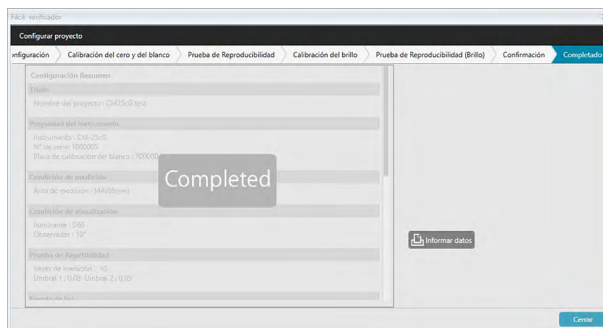 Fácil verificador
Configurar proyecto
onfiguración Calibración del cero y del blanco Prueba de Reproducibilidad Calibración del brillo Prueba de Reproducibilidad (Brillo) Confirmación Completado
Configuración Resumen
Título
Nombre del proyecto : CM25cG test
Propiedad del instrumento
Instrumento : CM-25cG
N° de serie: 1000005
Placa de calibración del blanco :
Condición de medición
Área de medición : MAV(8mm)
Condición de visualización
Iluminante : D65
Observador : 10°
Prueba de Repetibilidad
Veces de medición : 10
Umbral 1 : 0,03 Umbral 2 : 0,05
Completed
Informar datos
Cerrar